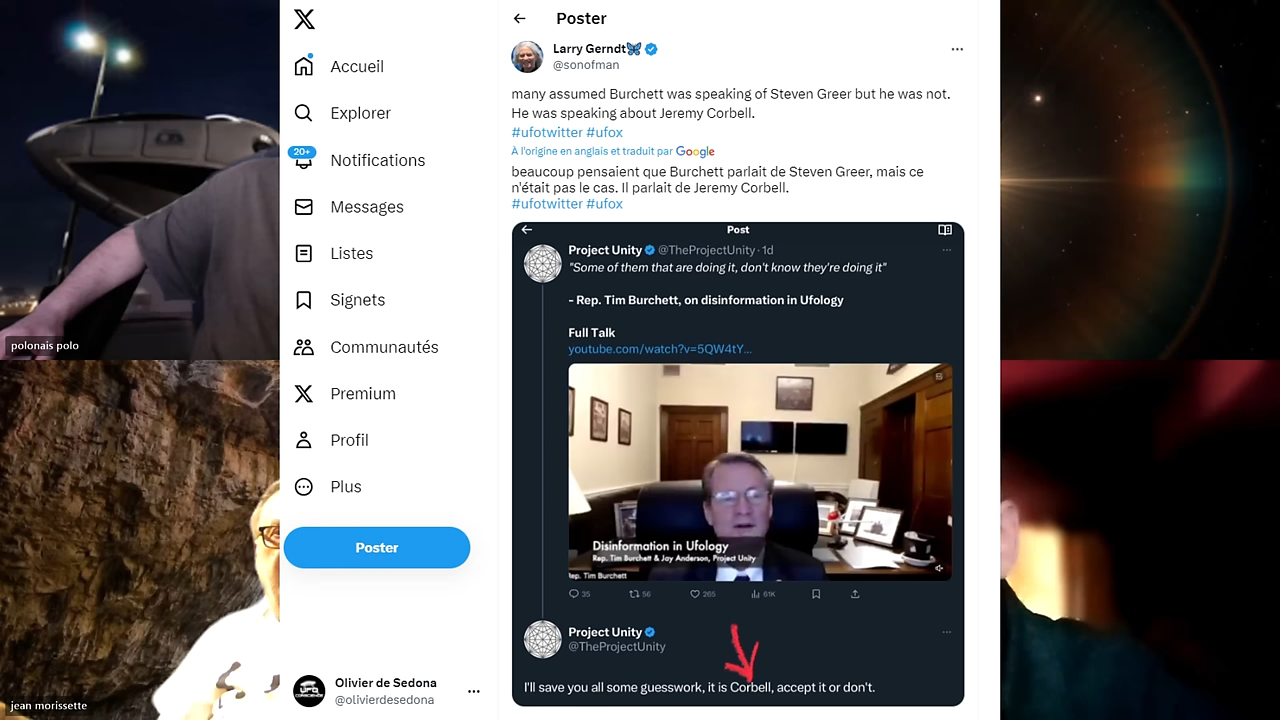 Poster
Larry Gerndt
@sonofman
many assumed Burchett was speaking of Steven Greer but he was not.
He was speaking about Jeremy Corbell.
#ufotwitter #ufox
À l'origine en anglais et traduit par Google
beaucoup pensaient que Burchett parlait de Steven Greer, mais ce
n'était pas le cas. Il parlait de Jeremy Corbell.
#ufotwitter #ufox
Post
Project Unity @TheProjectUnity · 1d
"Some of them that are doing it, don't know they're doing it"
- Rep. Tim Burchett, on disinformation in Ufology
Full Talk
youtube.com/watch?v=5QW4tY...
Disinformation in Ufology
Rep. Tim Burchett & Jay Anderson, Project Unity
Rep. Tim Burchett
35
56
265
61K
Project Unity
@TheProjectUnity
I'll save you all some guesswork, it is Corbell, accept it or don't.
Accueil
Explorer
20+
Notifications
Messages
Listes
Signets
Communautés
Premium
Profil
Plus
Poster
UFO
Olivier de Sedona
@olivierdesedona
polonais polo
jean morissette